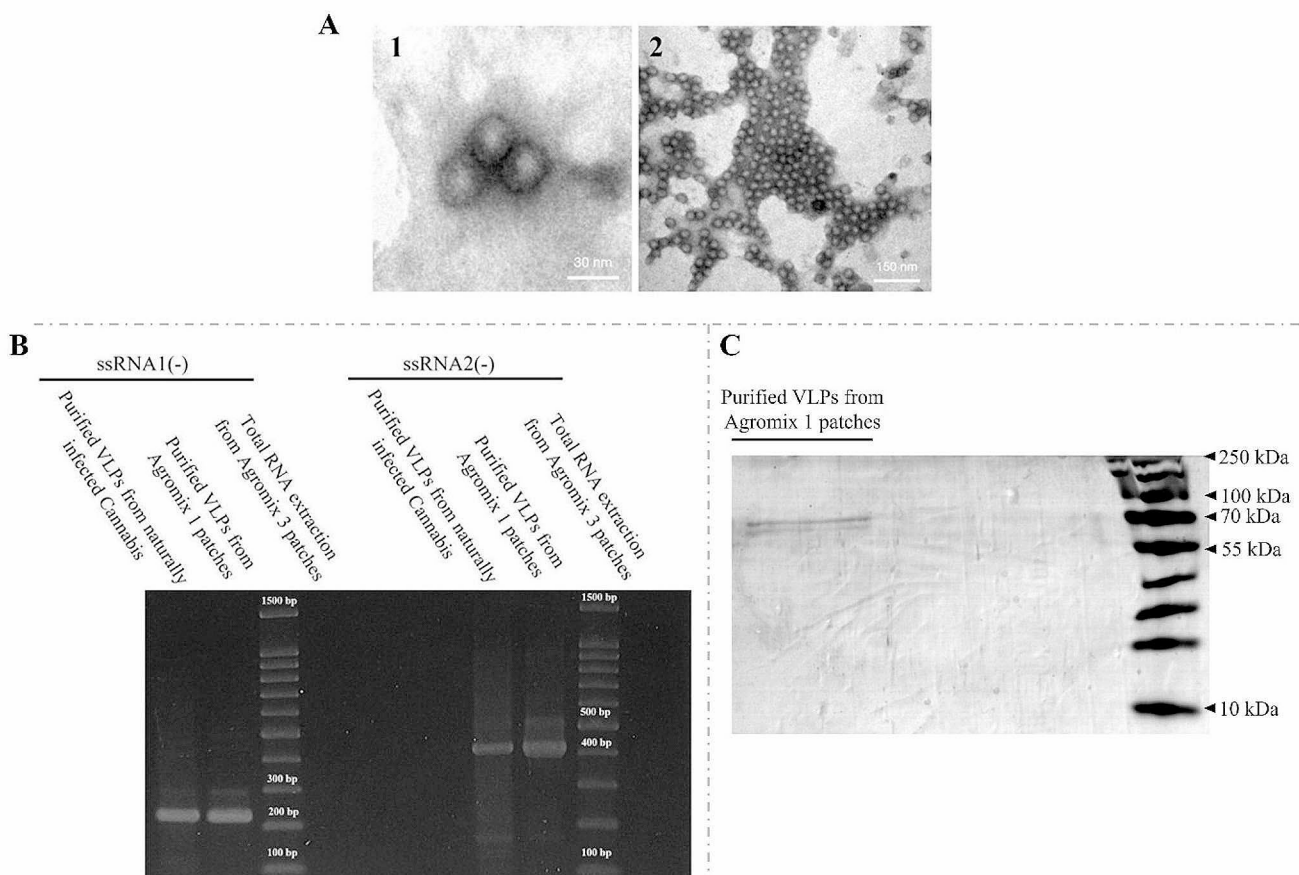 A
1
2
30 nm
150 nm
B
ssRNA1(-)
ssRNA2(-)
Purified VLPs from naturally
infected Cannabis
Purified VLPs from
Agromix 1 patches
Total RNA extraction
from Agromix 3 patches
Purified VLPs from naturally
infected Cannabis
Purified VLPs from
Agromix 1 patches
Total RNA extraction
from Agromix 3 patches
1500 bp
300 bp
200 bp
100 bp
1500 bp
500 bp
400 bp
100 bp
C
Purified VLPs from
Agromix 1 patches
250 kDa
100 kDa
70 kDa
55 kDa
10 kDa